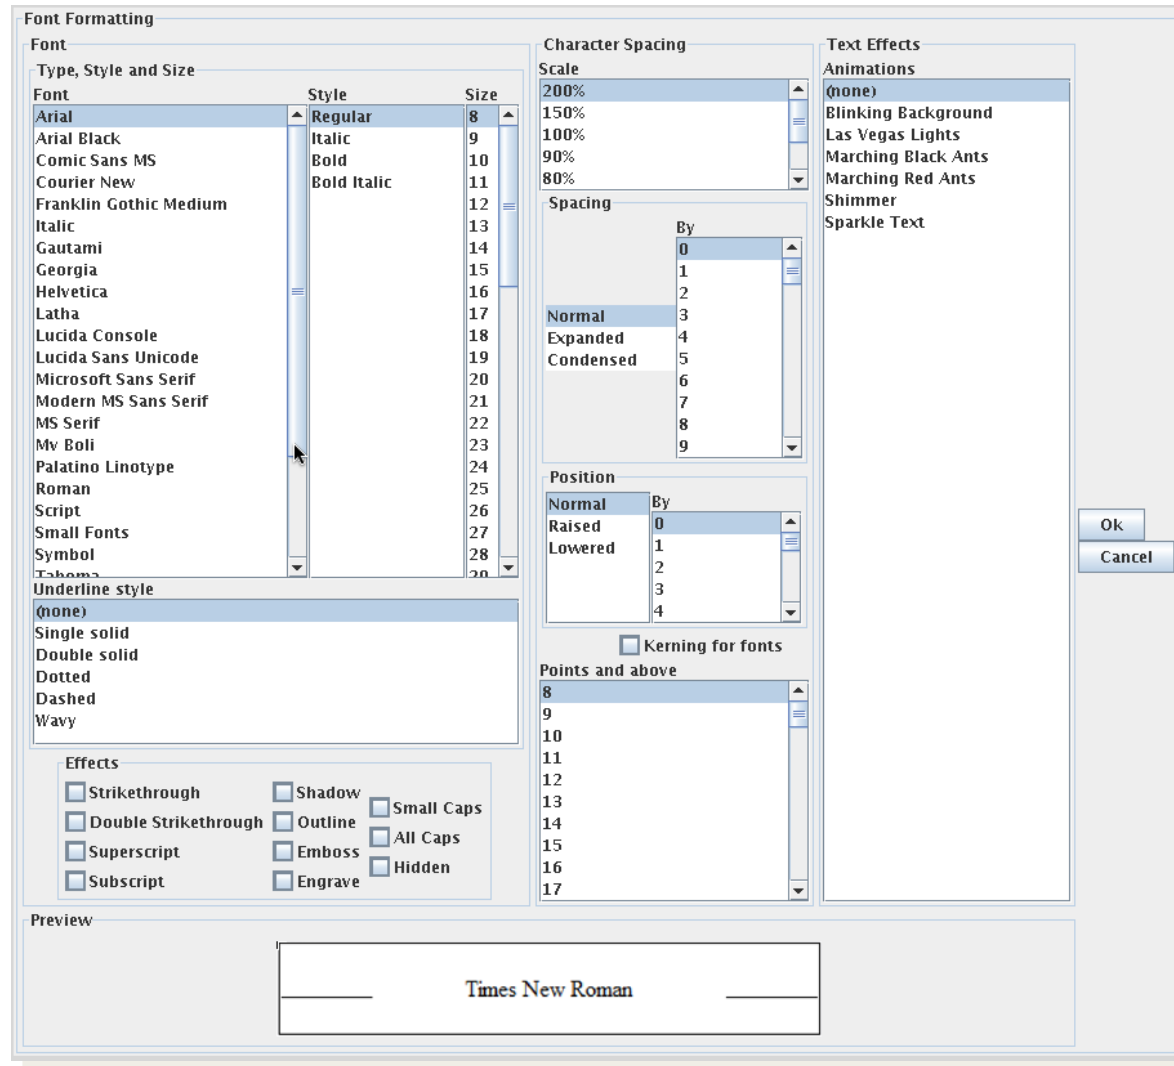 Font Formatting
Font
Type, Style and Size
Font
Arial
Arial Black
Comic Sans MS
Courier New
Franklin Gothic Medium
Italic
Gautami
Georgia
Helvetica
Latha
Lucida Console
Lucida Sans Unicode
Microsoft Sans Serif
Modern MS Sans Serif
MS Serif
Mv Boli
Palatino Linotype
Roman
Script
Small Fonts
Symbol
Tahoma
Style
Regular
Italic
Bold
Bold Italic
Size
8
9
10
11
12
13
14
15
16
17
18
19
20
21
22
23
24
25
26
27
28
29
Underline style
(none)
Single solid
Double solid
Dotted
Dashed
Wavy
Effects
Strikethrough
Double Strikethrough
Superscript
Subscript
Shadow
Outline
Emboss
Engrave
Small Caps
All Caps
Hidden
Character Spacing
Scale
200%
150%
100%
90%
80%
Spacing
Normal
Expanded
Condensed
By
0
1
2
3
4
5
6
7
8
9
Position
Normal
Raised
Lowered
By
0
1
2
3
4
Kerning for fonts
Points and above
8
9
10
11
12
13
14
15
16
17
Text Effects
Animations
(none)
Blinking Background
Las Vegas Lights
Marching Black Ants
Marching Red Ants
Shimmer
Sparkle Text
Ok
Cancel
Preview
Times New Roman